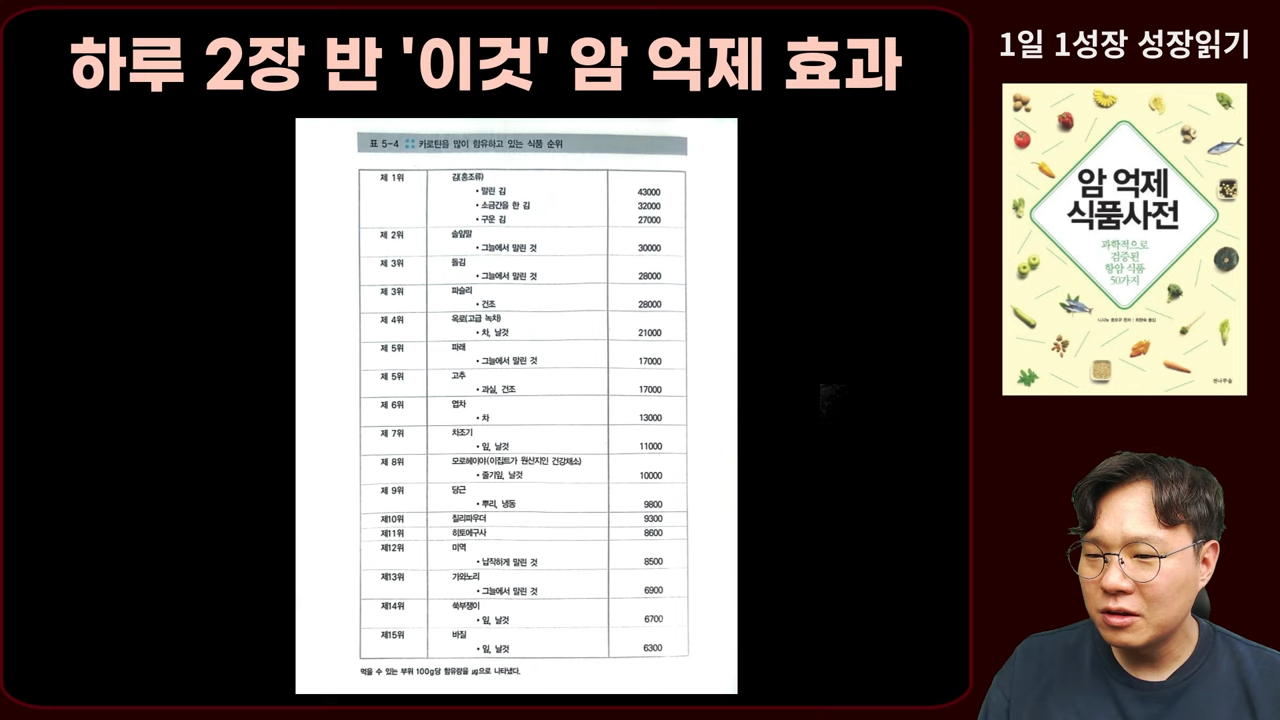 하루 2장 반 '이것' 암 억제 효과
1일 1성장 성장읽기
암 억제
식품사전
과학적으로
검증된
항암 식품
50가지
전나무숲
표 5-4 카로틴을 많이 함유하고 있는 식품 순위
제 1위 김(홍조류)
• 말린 김 43000
• 소금간을 한 김 32000
• 구운 김 27000
제 2위 솔잎말
• 그늘에서 말린 것 30000
제 3위 돌김
• 그늘에서 말린 것 28000
제 3위 파슬리
• 건조 28000
제 4위 옥로(고급 녹차)
• 차, 날것 21000
제 5위 파래
• 그늘에서 말린 것 17000
제 5위 고추
• 과실, 건조 17000
제 6위 엽차
• 차 13000
제 7위 차조기
• 잎, 날것 11000
제 8위 모로헤이야(이집트가 원산지인 건강채소)
• 줄기잎, 날것 10000
제 9위 당근
• 뿌리, 냉동 9800
제10위 칠리파우더 9300
제11위 히토에구사 8600
제12위 미역
• 납작하게 말린 것 8500
제13위 가와노리
• 그늘에서 말린 것 6900
제14위 쑥부쟁이
• 잎, 날것 6700
제15위 바질
• 잎, 날것 6300
먹을 수 있는 부위 100g당 함유량을 ㎍으로 나타냈다.